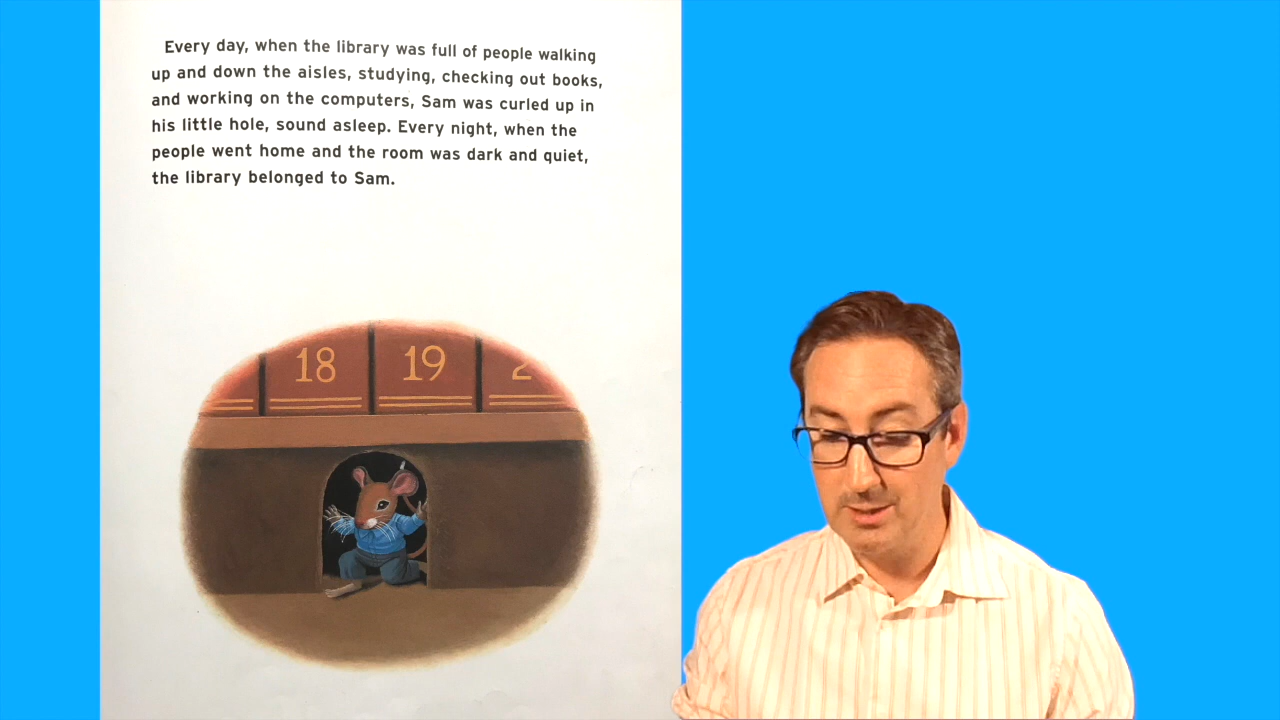 Every day, when the library was full of people walking
up and down the aisles, studying, checking out books,
and working on the computers, Sam was curled up in
his little hole, sound asleep. Every night, when the
people went home and the room was dark and quiet,
the library belonged to Sam.
18 19 2